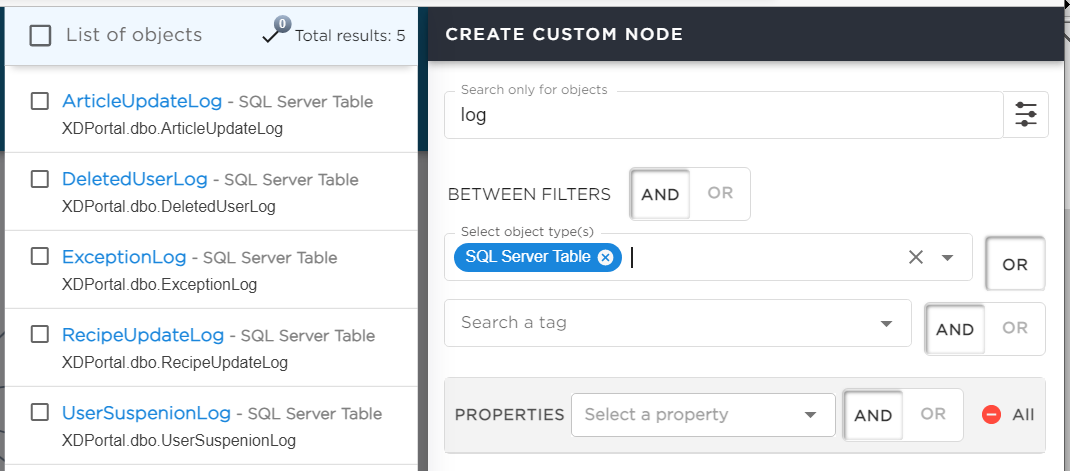 List of objects
0
Total results: 5
ArticleUpdateLog - SQL Server Table
XDPortal.dbo.ArticleUpdateLog
DeletedUserLog - SQL Server Table
XDPortal.dbo.DeletedUserLog
ExceptionLog - SQL Server Table
XDPortal.dbo.ExceptionLog
RecipeUpdateLog - SQL Server Table
XDPortal.dbo.RecipeUpdateLog
UserSuspenionLog - SQL Server Table
XDPortal.dbo.UserSuspenionLog
CREATE CUSTOM NODE
Search only for objects
log
BETWEEN FILTERS AND OR
Select object type(s)
SQL Server Table OR
Search a tag AND OR
PROPERTIES Select a property AND OR All